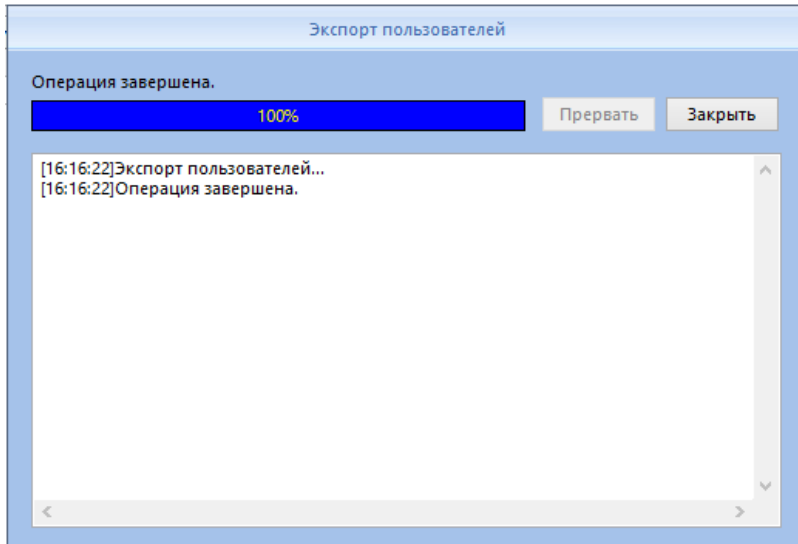 Экспорт пользователей
Операция завершена.
100%
Прервать
Закрыть
[16:16:22]Экспорт пользователей...
[16:16:22]Операция завершена.